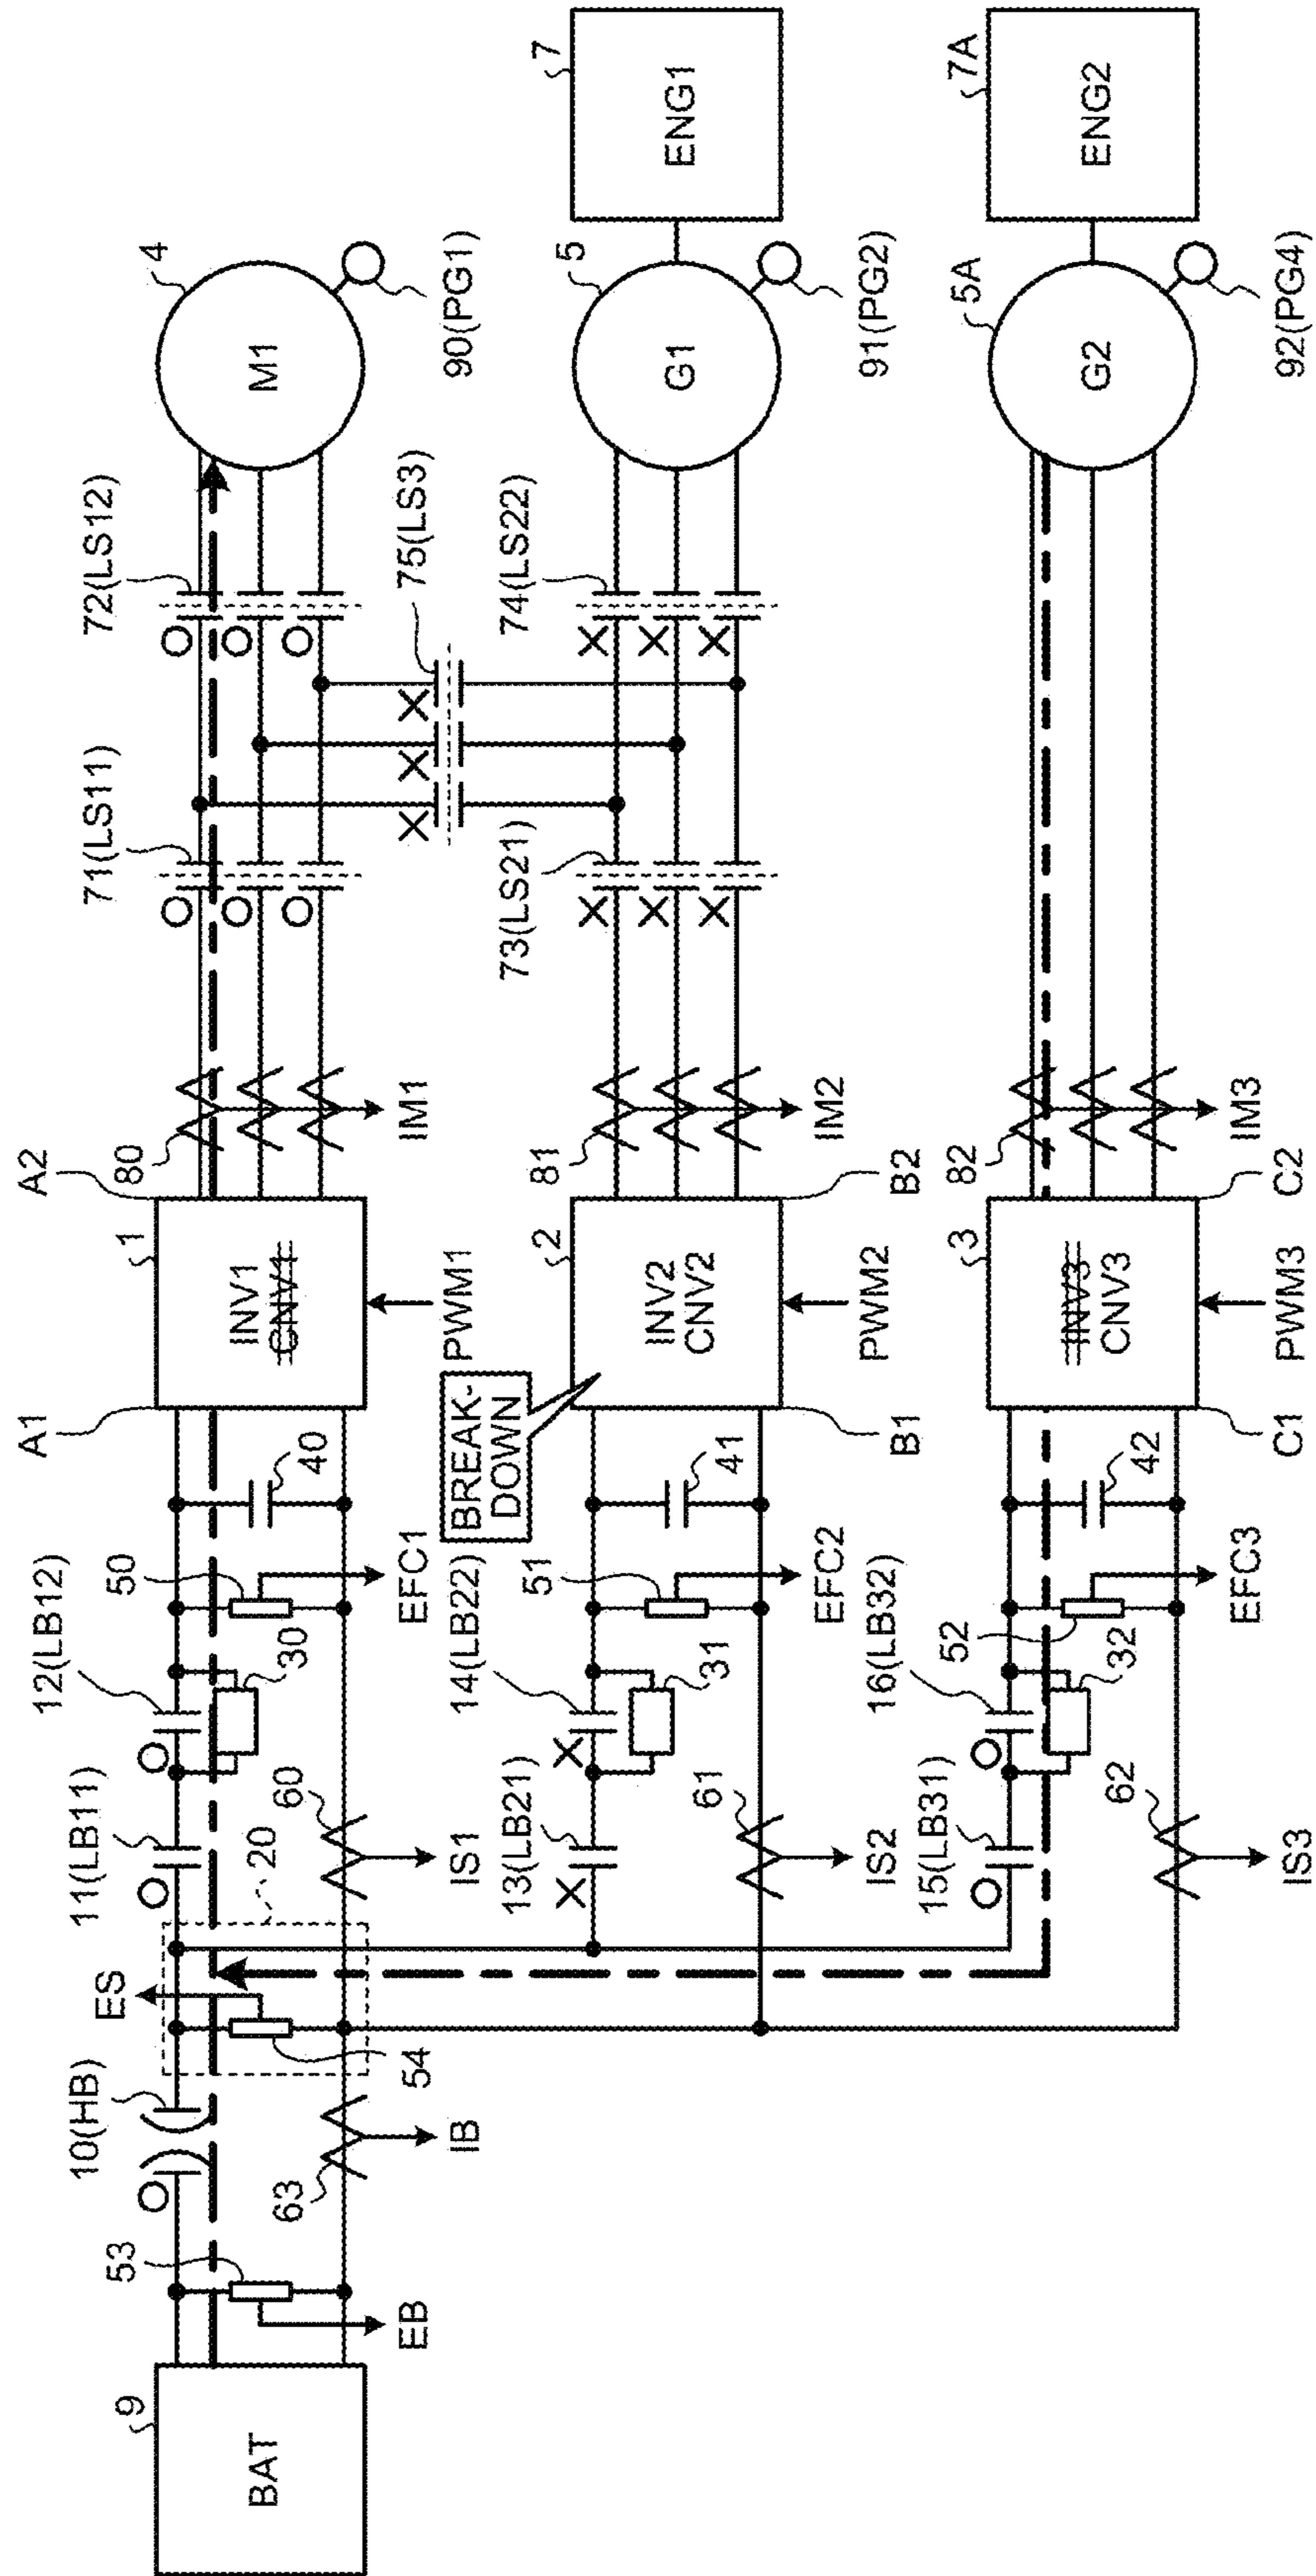 9
BAT
53
EB
10(HB)
63
IB
ES
54
20
11(LB11)
12(LB12)
60
IS1
30
50
EFC1
40
A1
1
INV1
CNV1
PWM1
A2
80
IM1
71(LS11)
72(LS12)
4
M1
90(PG1)
75(LS3)
13(LB21)
14(LB22)
61
IS2
31
51
EFC2
41
BREAK-
DOWN
B1
2
INV2
CNV2
PWM2
B2
81
IM2
73(LS21)
74(LS22)
5
G1
91(PG2)
7
ENG1
15(LB31)
16(LB32)
62
IS3
32
52
EFC3
42
C1
3
INV3
CNV3
PWM3
C2
82
IM3
5A
G2
92(PG4)
7A
ENG2